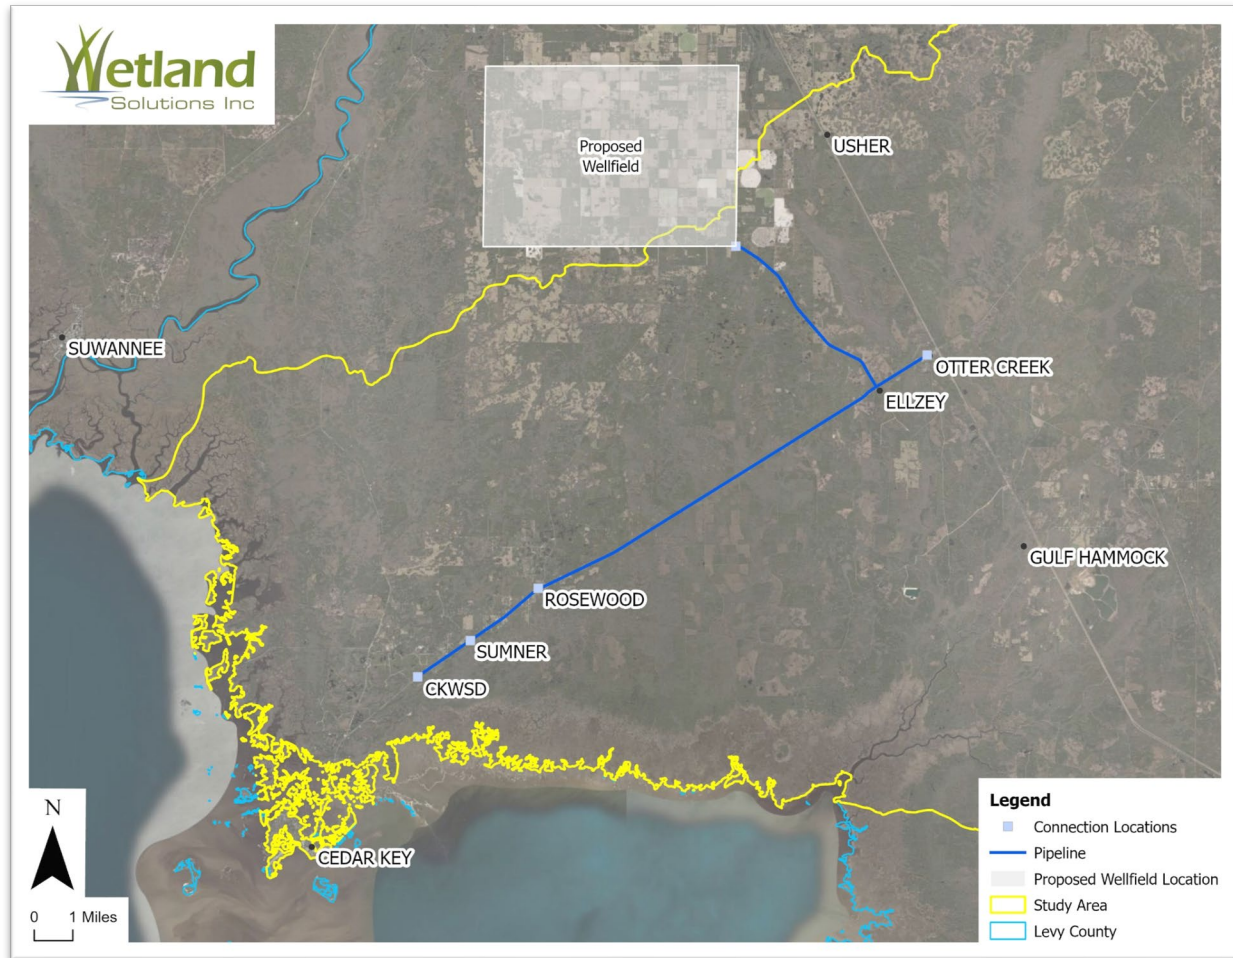 Wetland
Solutions Inc
Proposed
Wellfield
USHER
SUWANNEE
OTTER CREEK
ELLZEY
GULF HAMMOCK
ROSEWOOD
SUMNER
CKWSD
CEDAR KEY
N
0 1 Miles
Legend
Connection Locations
Pipeline
Proposed Wellfield Location
Study Area
Levy County